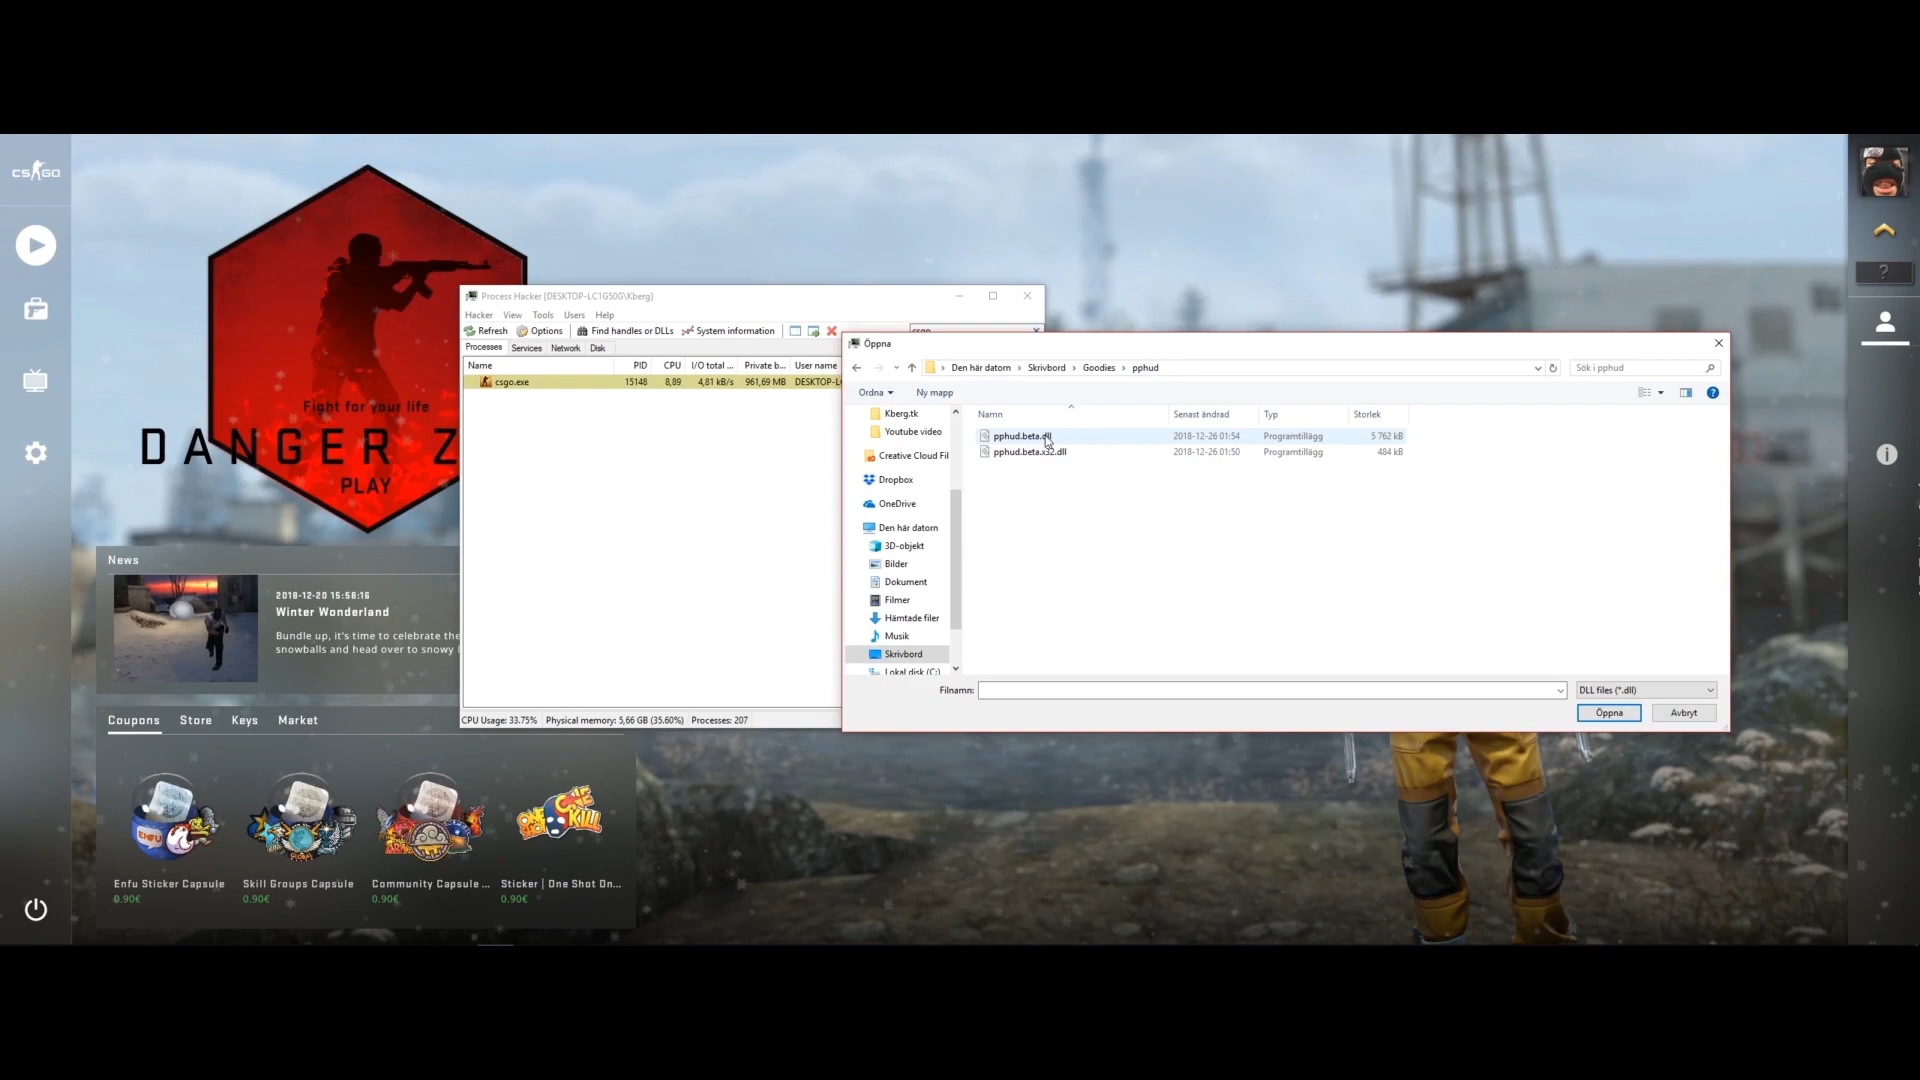 CS GO
Fight for your life
DANGER Z
PLAY
News
2018-12-20 15:58:16
Winter Wonderland
Bundle up, it's time to celebrate the
snowballs and head over to snowy
Coupons Store Keys Market
Enfu Sticker Capsule Skill Groups Capsule Community Capsule ... Sticker | One Shot On...
0.90€ 0.90€ 0.90€ 0.90€
Process Hacker [DESKTOP-LC1G50G\Kberg]
Hacker View Tools Users Help
Refresh Options Find handles or DLLs System information csgo
Processes Services Network Disk
Name PID CPU I/O total ... Private b... User name
csgo.exe 15148 8,89 4,81 kB/s 961,69 MB DESKTOP-L
CPU Usage: 33.75% Physical memory: 5,66 GB (35.60%) Processes: 207
Öppna
Den här datorn > Skrivbord > Goodies > pphud
Sök i pphud
Ordna Ny mapp
Kberg.tk
Youtube video
Creative Cloud Fil
Dropbox
OneDrive
Den här datorn
3D-objekt
Bilder
Dokument
Filmer
Hämtade filer
Musik
Skrivbord
Lokal disk (C:)
Namn Senast ändrad Typ Storlek
pphud.beta.dll 2018-12-26 01:54 Programtillägg 5 762 kB
pphud.beta.x32.dll 2018-12-26 01:50 Programtillägg 484 kB
Filnamn: DLL files (*.dll)
Öppna Avbryt
?